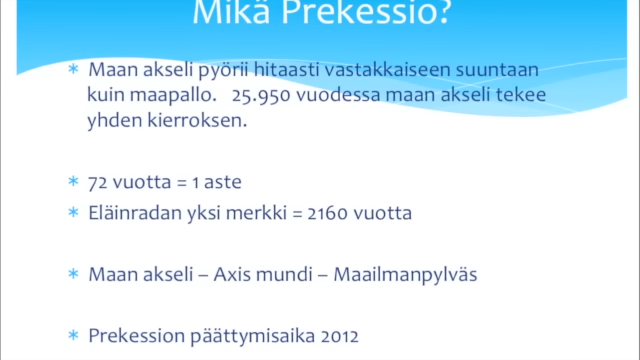 Mikä Prekessio?
* Maan akseli pyörii hitaasti vastakkaiseen suuntaan
kuin maapallo. 25.950 vuodessa maan akseli tekee
yhden kierroksen.
* 72 vuotta = 1 aste
* Eläinradan yksi merkki = 2160 vuotta
* Maan akseli – Axis mundi – Maailmanpylväs
* Prekession päättymisaika 2012